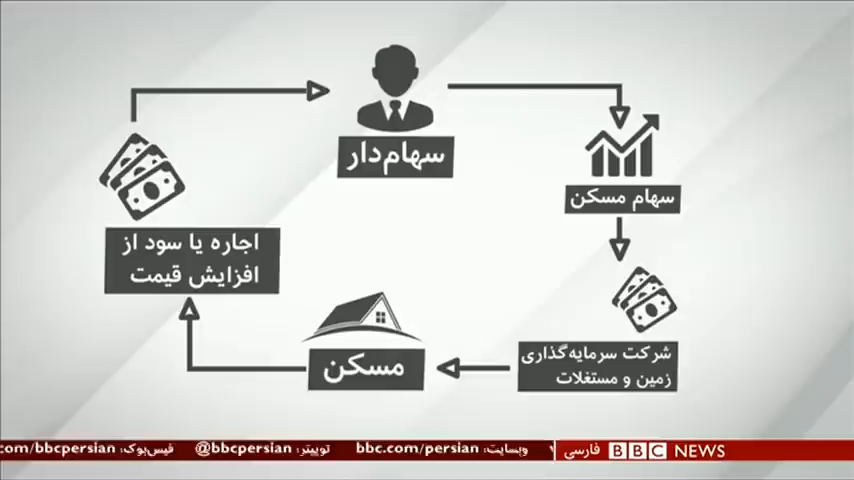 سهام‌دار
سهام مسکن
شرکت سرمایه‌گذاری
زمین و مستغلات
مسکن
اجاره یا سود از
افزایش قیمت
BBC NEWS فارسی
وبسایت: bbc.com/persian
توییتر: @bbcpersian
فیس‌بوک: com/bbcpersian